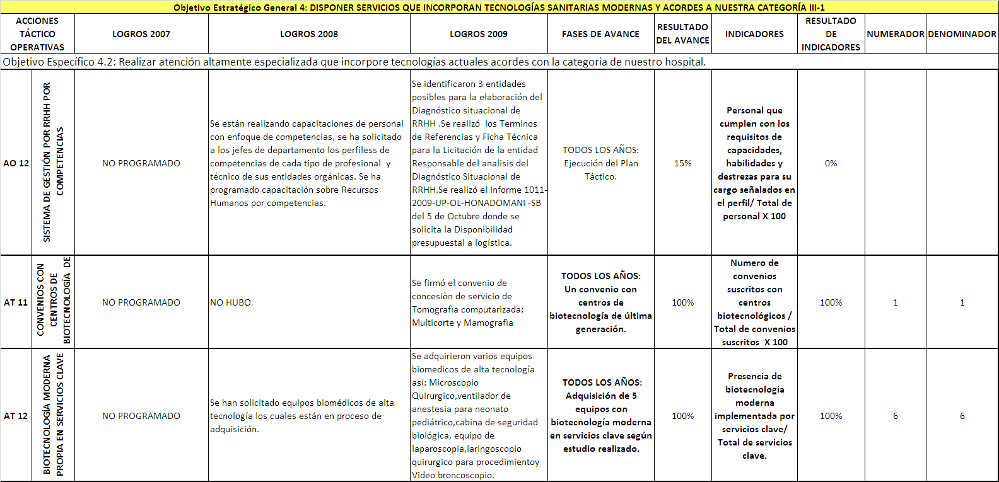 Objetivo Estratégico General 4: DISPONER SERVICIOS QUE INCORPORAN TECNOLOGÍAS SANITARIAS MODERNAS Y ACORDES A NUESTRA CATEGORÍA III-1
ACCIONES
TÁCTICO
OPERATIVAS
LOGROS 2007
LOGROS 2008
LOGROS 2009
FASES DE AVANCE
RESULTADO
DEL AVANCE
INDICADORES
RESULTADO
DE
INDICADORES
NUMERADOR
DENOMINADOR
Objetivo Específico 4.2: Realizar atención altamente especializada que incorpore tecnologías actuales acordes con la categoria de nuestro hospital.
AO 12
SISTEMA DE GESTIÓN POR RRHH POR
COMPETENCIAS
NO PROGRAMADO
Se están realizando capacitaciones de personal
con enfoque de competencias, se ha solicitado
a los jefes de departamento los perfiless de
competencias de cada tipo de profesional y
técnico de sus entidades orgánicas. Se ha
programado capacitación sobre Recursos
Humanos por competencias.
Se identificaron 3 entidades
posibles para la elaboración del
Diagnóstico situacional de
RRHH .Se realizó los Terminos
de Referencias y Ficha Técnica
para la Licitación de la entidad
Responsable del analisis del
Diagnóstico Situacional de
RRHH.Se realizó el Informe 1011-
2009-UP-OL-HONADOMANI -SB
del 5 de Octubre donde se
solicita la Disponibilidad
presupuestal a logística.
TODOS LOS AÑOS:
Ejecución del Plan
Táctico.
15%
Personal que
cumplen con los
requisitos de
capacidades,
habilidades y
destrezas para su
cargo señalados en
el perfil/ Total de
personal X 100
0%
AT 11
CONVENIOS CON
CENTROS DE
BIOTECNOLOGÍA DE
NO PROGRAMADO
NO HUBO
Se firmó el convenio de
concesiòn de servicio de
Tomografìa computarizada:
Multicorte y Mamografìa
TODOS LOS AÑOS:
Un convenio con
centros de
biotecnología de última
generación.
100%
Numero de
convenios
suscritos con
centros
biotecnológicos /
Total de convenios
suscritos X 100
100%
1
1
AT 12
BIOTECNOLOGÍA MODERNA
PROPIA EN SERVICIOS CLAVE
NO PROGRAMADO
Se han solicitado equipos biomédicos de alta
tecnología los cuales están en proceso de
adquisición.
Se adquirieron varios equipos
biomedicos de alta tecnología
así: Microscopio
Quirurgico,ventilador de
anestesia para neonato
pediátrico,cabina de seguridad
biológica, equipo de
laparoscopia,laringoscopio
quirurgico para procedimientoy
Video broncoscopio.
TODOS LOS AÑOS:
Adquisición de 5
equipos con
biotecnología moderna
en servicios clave según
estudio realizado.
100%
Presencia de
biotecnología
moderna
implementada por
servicios clave/
Total de servicios
clave.
100%
6
6